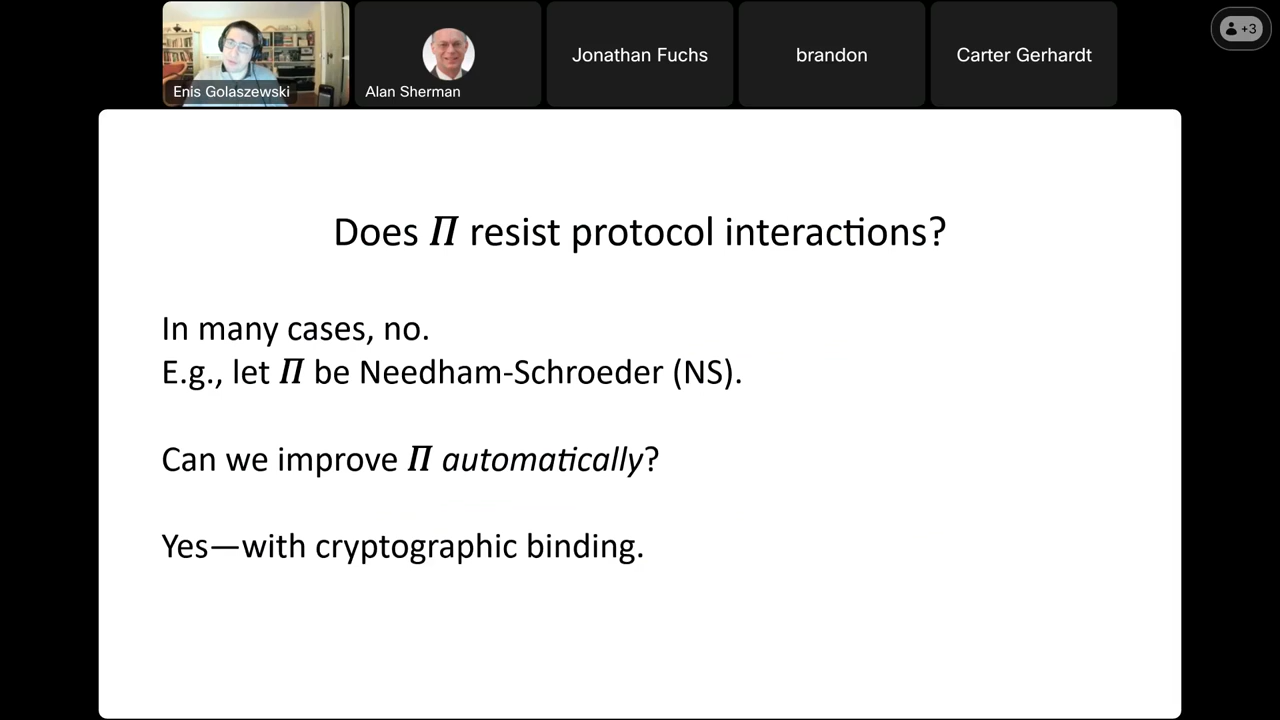 Enis Golaszewski
Alan Sherman
Jonathan Fuchs
brandon
Carter Gerhardt
+3
Does Π resist protocol interactions?
In many cases, no.
E.g., let Π be Needham-Schroeder (NS).
Can we improve Π automatically?
Yes—with cryptographic binding.